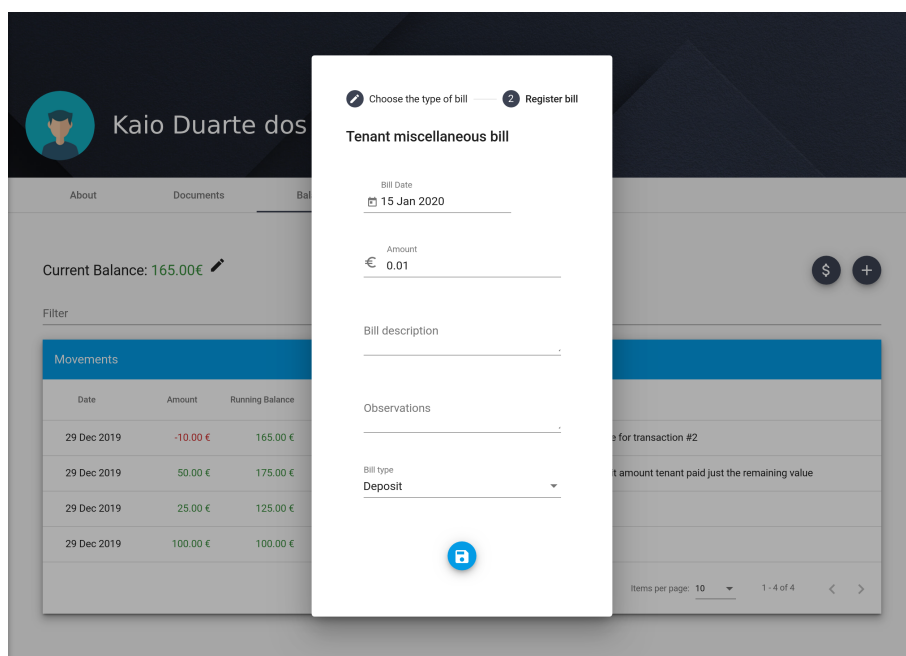 Choose the type of bill 2 Register bill
Kaio Duarte dos
Tenant miscellaneous bill
About Documents Bal
Bill Date
15 Jan 2020
Amount
€ 0.01
Current Balance: 165.00€
$ +
Filter
Bill description
Movements
Date Amount Running Balance
Observations
29 Dec 2019 -10.00 € 165.00 € e for transaction #2
29 Dec 2019 50.00 € 175.00 € t amount tenant paid just the remaining value
Bill type
Deposit
29 Dec 2019 25.00 € 125.00 €
29 Dec 2019 100.00 € 100.00 €
Items per page: 10 1 - 4 of 4